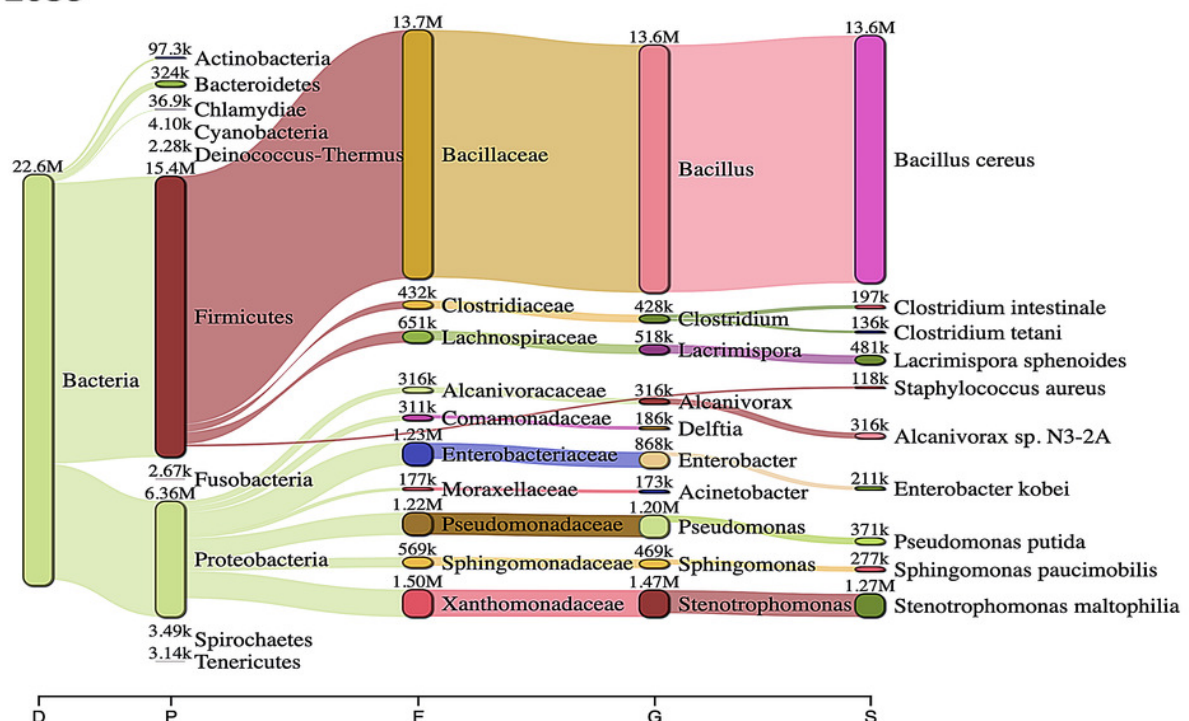 13.7M
13.6M
13.6M
97.3k Actinobacteria
324k Bacteroidetes
36.9k Chlamydiae
4.10k Cyanobacteria
2.28k Deinococcus-Thermus
22.6M
15.4M
Bacillaceae
Bacillus
Bacillus cereus
Bacteria
Firmicutes
432k Clostridiaceae
428k Clostridium
197k Clostridium intestinale
136k Clostridium tetani
651k Lachnospiraceae
518k Lacrimispora
481k Lacrimispora sphenoides
118k Staphylococcus aureus
316k Alcanivoracaceae
316k Alcanivorax
316k Alcanivorax sp. N3-2A
311k Comamonadaceae
186k Delftia
1.23M Enterobacteriaceae
868k Enterobacter
211k Enterobacter kobei
2.67k Fusobacteria
6.36M
Proteobacteria
177k Moraxellaceae
173k Acinetobacter
1.22M Pseudomonadaceae
1.20M Pseudomonas
371k Pseudomonas putida
569k Sphingomonadaceae
469k Sphingomonas
277k Sphingomonas paucimobilis
1.50M Xanthomonadaceae
1.47M Stenotrophomonas
1.27M Stenotrophomonas maltophilia
3.49k Spirochaetes
3.14k Tenericutes
D P F G S